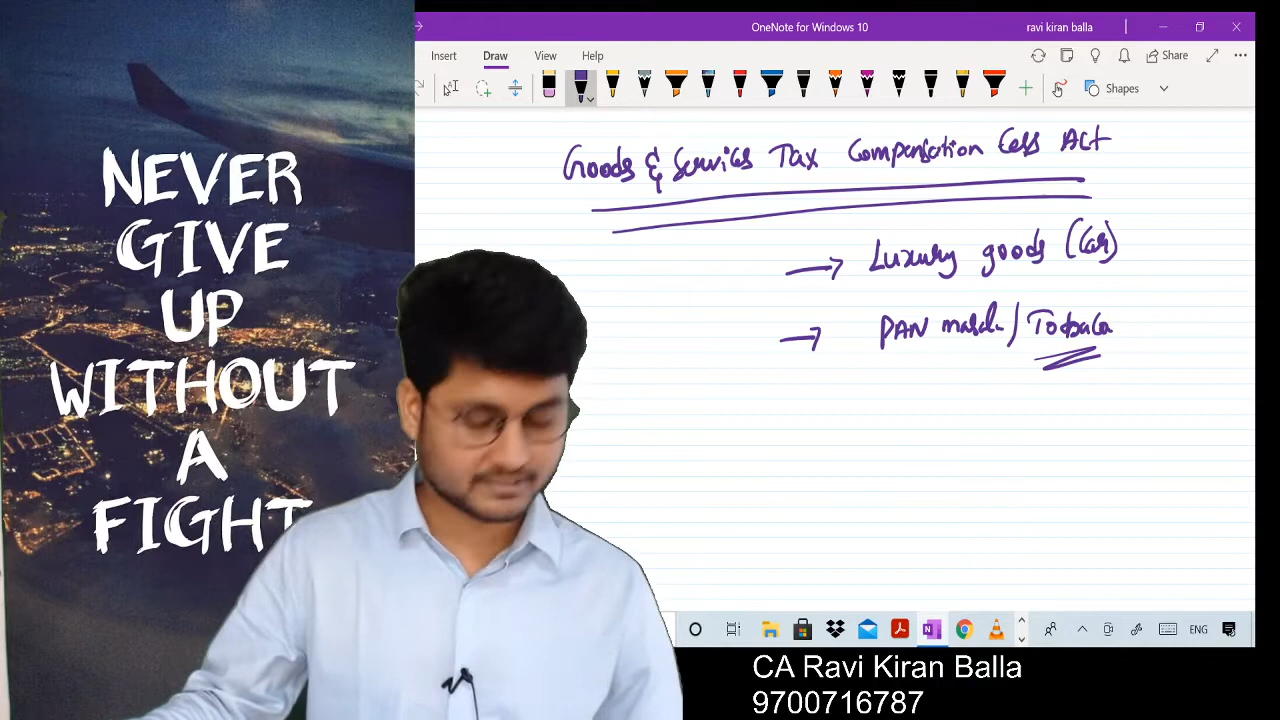 NEVER
GIVE
UP
WITHOUT
A
FIGHT
OneNote for Windows 10
ravi kiran balla
Insert Draw View Help
Share
Shapes
Goods & Services Tax Compensation Cess Act
→ Luxury goods (Car)
→ PAN masala / Tobacco
ENG
CA Ravi Kiran Balla
9700716787